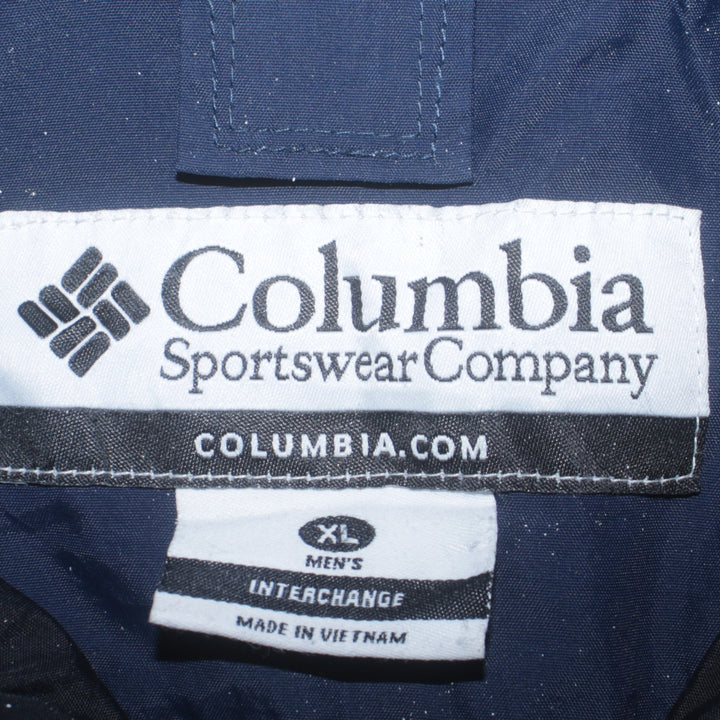 Columbia
Sportswear Company
COLUMBIA.COM
XL
MEN'S
INTERCHANGE
MADE IN VIETNAM